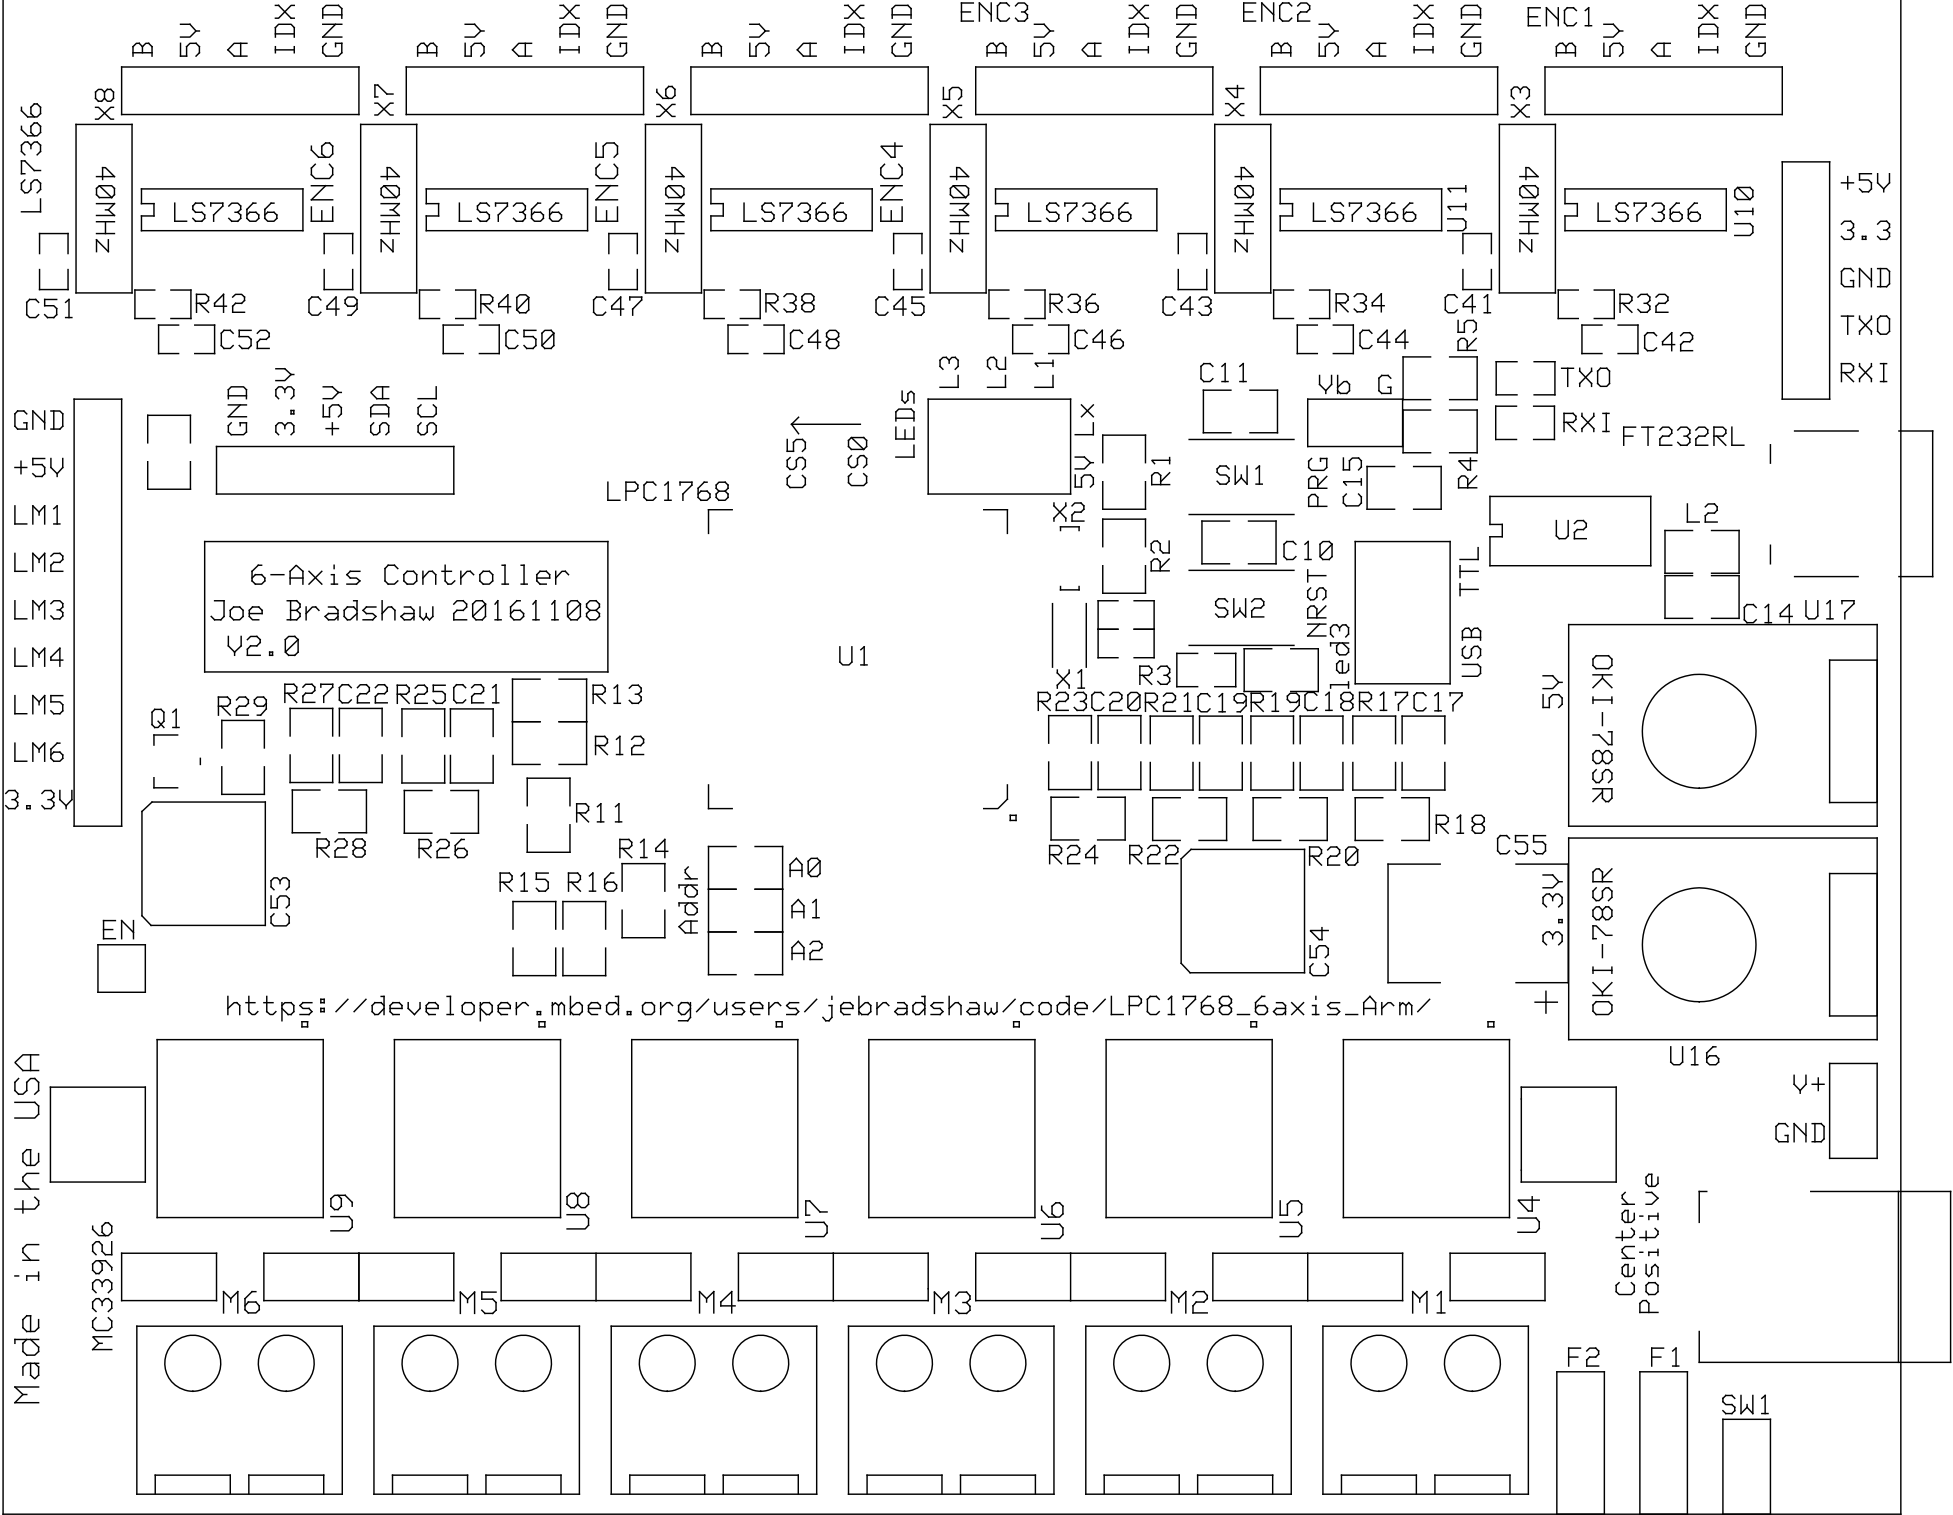 ENC3
ENC2
ENC1
B 5V A IDX GND
B 5V A IDX GND
B 5V A IDX GND
B 5V A IDX GND
B 5V A IDX GND
B 5V A IDX GND
LS7366
X8
X7
X6
X5
X4
X3
40MHz
LS7366
ENC6
40MHz
LS7366
ENC5
40MHz
LS7366
ENC4
40MHz
LS7366
40MHz
LS7366
U11
40MHz
LS7366
U10
+5V
3.3
GND
TXO
RXI
C51
R42
C49
R40
C47
R38
C45
R36
C43
R34
C41
R32
C52
C50
C48
C46
C44
C42
R5
GND
+5V
LM1
LM2
LM3
LM4
LM5
LM6
3.3V
GND
3.3V
+5V
SDA
SCL
CS5
CS0
LEDs
L3
L2
L1
5V Lx
C11
Vb G
TXO
RXI
FT232RL
LPC1768
R1
SW1
PRG
C15
R4
X2
R2
C10
U2
L2
6-Axis Controller
Joe Bradshaw 20161108
V2.0
U1
SW2
NRST
led3
USB TTL
C14
U17
X1
R3
5V
OKI-78SR
Q1
R29
R27
C22
R25
C21
R13
R12
R11
R28
R26
R23
C20
R21
C19
R19
C18
R17
C17
R24
R22
R20
R18
C55
C53
R15
R16
R14
Addr
A0
A1
A2
C54
3.3V
+
OKI-78SR
U16
EN
https://developer.mbed.org/users/jebradshaw/code/LPC1768_6axis_Arm/
Made in the USA
V+
GND
U9
U8
U7
U6
U5
U4
MC33926
M6
M5
M4
M3
M2
M1
Center
Positive
F2
F1
SW1